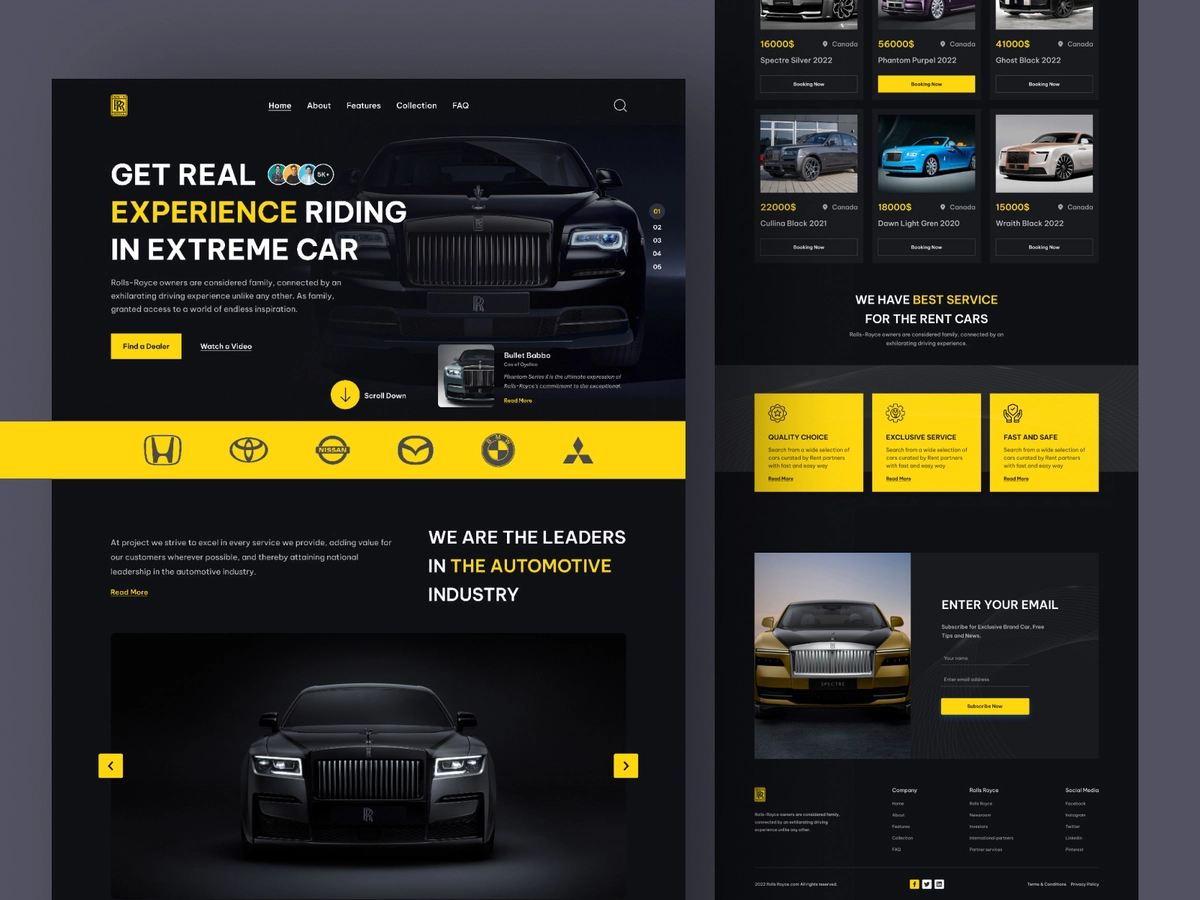 Home About Features Collection FAQ
GET REAL 5K+
EXPERIENCE RIDING
IN EXTREME CAR
Rolls-Royce owners are considered family, connected by an
exhilarating driving experience unlike any other. As family,
granted access to a world of endless inspiration.
Find a Dealer Watch a Video
01
02
03
04
05
Scroll Down
Bullet Babba
Ceo of Oyolloo
Phantom Series II is the ultimate expression of
Rolls-Royce's commitment to the exceptional.
Read More
NISSAN
BMW
At project we strive to excel in every service we provide, adding value for
our customers wherever possible, and thereby attaining national
leadership in the automotive industry.
Read More
WE ARE THE LEADERS
IN THE AUTOMOTIVE
INDUSTRY
16000$ Canada
Spectre Silver 2022
Booking Now
56000$ Canada
Phantom Purpel 2022
Booking Now
41000$ Canada
Ghost Black 2022
Booking Now
22000$ Canada
Cullina Black 2021
Booking Now
18000$ Canada
Dawn Light Gren 2020
Booking Now
15000$ Canada
Wraith Black 2022
Booking Now
WE HAVE BEST SERVICE
FOR THE RENT CARS
Rolls-Royce owners are considered family, connected by an
exhilarating driving experience.
QUALITY CHOICE
Search from a wide selection of
cars curated by Rent partners
with fast and easy way
Read More
EXCLUSIVE SERVICE
Search from a wide selection of
cars curated by Rent partners
with fast and easy way
Read More
FAST AND SAFE
Search from a wide selection of
cars curated by Rent partners
with fast and easy way
Read More
SPECTRE
ENTER YOUR EMAIL
Subscribe for Exclusive Brand Car, Free
Tips and News.
Your name
Enter email address
Subscribe Now
Rolls-Royce owners are considered family,
connected by an exhilarating driving
experience unlike any other.
Company
Home
About
Features
Collection
FAQ
Rolls Royce
Rolls Royce
Newsroom
Investors
International partners
Partner services
Social Media
Facebook
Instagram
Twitter
Linkedin
Pinterest
2022 Rolls Royce.com All rights reserved.
Terms & Conditions Privacy Policy